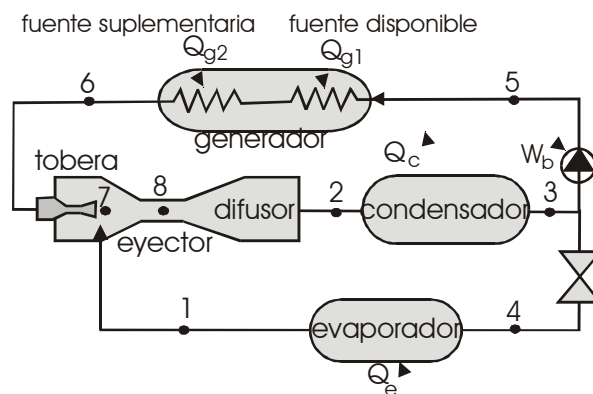 fuente suplementaria
fuente disponible
Qg2
Qg1
6
5
generador
Qc
Wb
tobera
7
8
difusor
2
condensador
3
eyector
1
evaporador
4
Qe